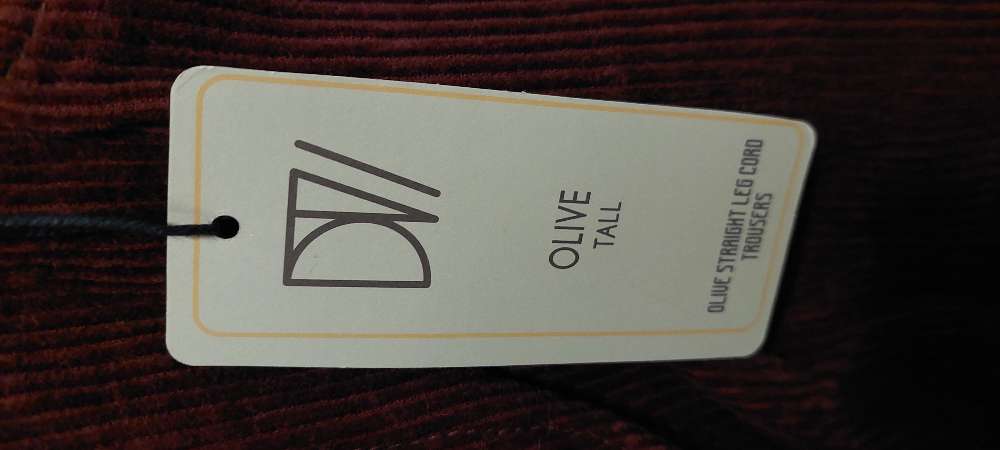 OLIVE
TALL
OLIVE STRAIGHT LEG CORD
TROUSERS